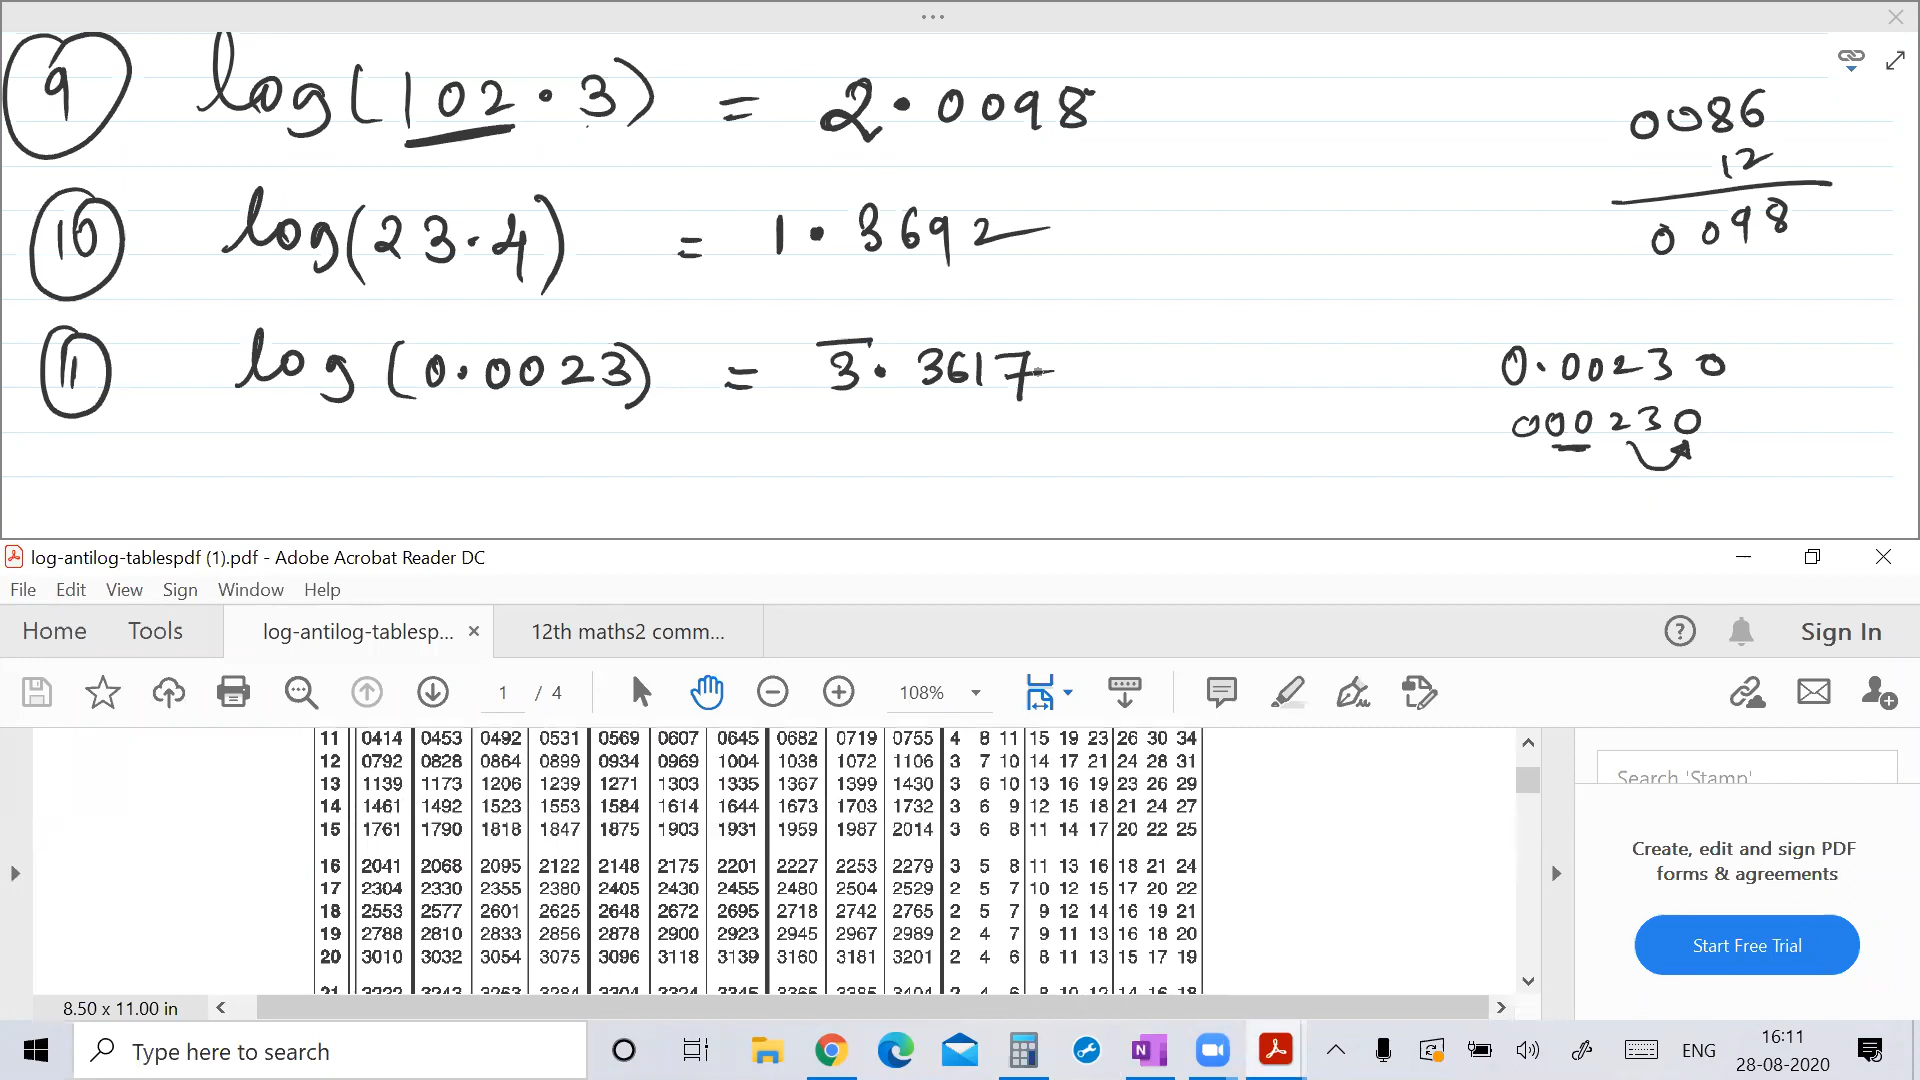 9 log(102.3) = 2.0098
0086
12
0098
10 log(23.4) = 1.3692
11 log(0.0023) = 3̅.3617
0.00230
000230
log-antilog-tablespdf (1).pdf - Adobe Acrobat Reader DC
File Edit View Sign Window Help
Home Tools log-antilog-tablesp... × 12th maths2 comm... Sign In
1 / 4 108%
11 0414 0453 0492 0531 0569 0607 0645 0682 0719 0755 4 8 11 15 19 23 26 30 34
12 0792 0828 0864 0899 0934 0969 1004 1038 1072 1106 3 7 10 14 17 21 24 28 31
13 1139 1173 1206 1239 1271 1303 1335 1367 1399 1430 3 6 10 13 16 19 23 26 29
14 1461 1492 1523 1553 1584 1614 1644 1673 1703 1732 3 6 9 12 15 18 21 24 27
15 1761 1790 1818 1847 1875 1903 1931 1959 1987 2014 3 6 8 11 14 17 20 22 25
16 2041 2068 2095 2122 2148 2175 2201 2227 2253 2279 3 5 8 11 13 16 18 21 24
17 2304 2330 2355 2380 2405 2430 2455 2480 2504 2529 2 5 7 10 12 15 17 20 22
18 2553 2577 2601 2625 2648 2672 2695 2718 2742 2765 2 5 7 9 12 14 16 19 21
19 2788 2810 2833 2856 2878 2900 2923 2945 2967 2989 2 4 7 9 11 13 16 18 20
20 3010 3032 3054 3075 3096 3118 3139 3160 3181 3201 2 4 6 8 11 13 15 17 19
Search 'Stamp'
Create, edit and sign PDF
forms & agreements
Start Free Trial
8.50 x 11.00 in
Type here to search
ENG
16:11
28-08-2020